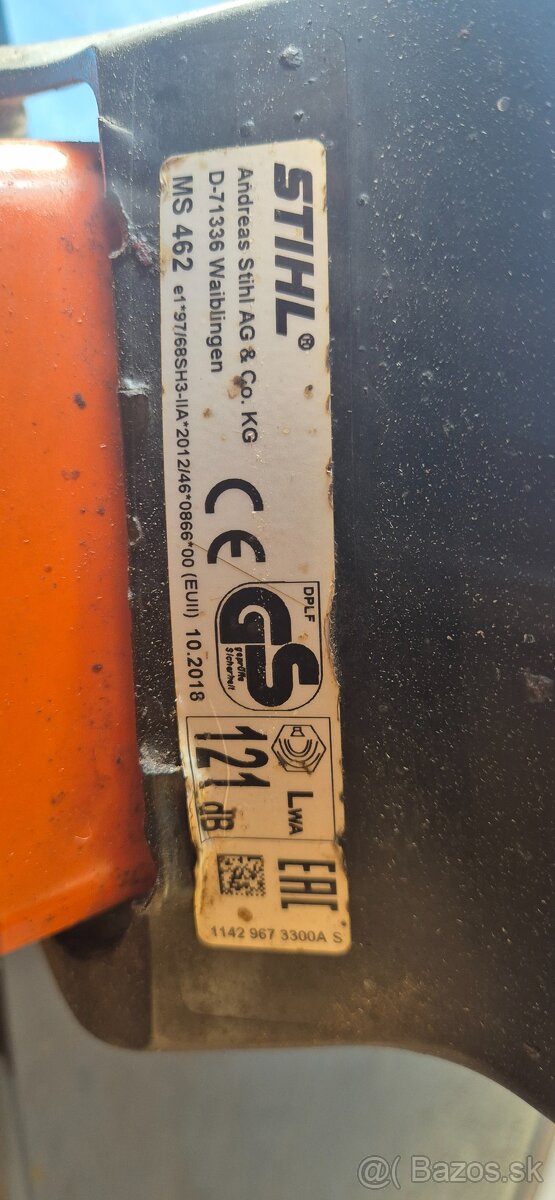 STIHL®
Andreas Stihl AG & Co. KG
D-71336 Waiblingen
MS 462 e1*97/68SH3-IIA*2012/46*0866*00 (EUII) 10.2018
CE
DPLF
GS
geprüfte
Sicherheit
LWA
121
dB
EAC
1142 967 3300A S
@( Bazos.sk